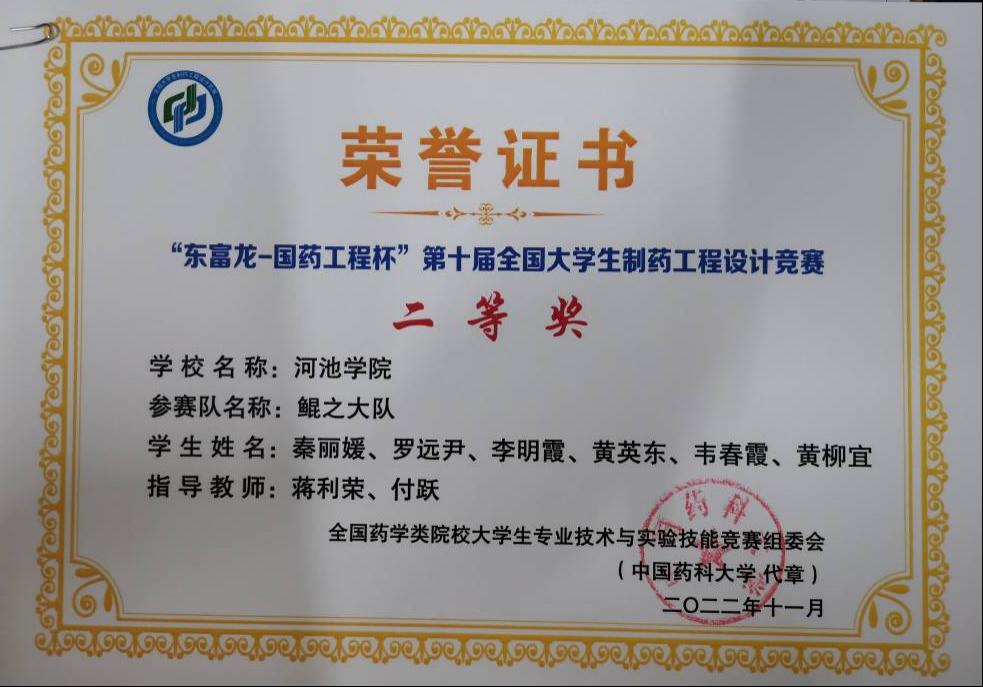 荣誉证书
“东富龙-国药工程杯”第十届全国大学生制药工程设计竞赛
二等奖
学校名称：河池学院
参赛队名称：鲲之大队
学生姓名：秦丽媛、罗远尹、李明霞、黄英东、韦春霞、黄柳宜
指导教师：蒋利荣、付跃
全国药学类院校大学生专业技术与实验技能竞赛组委会
（中国药科大学 代章）
二〇二二年十一月